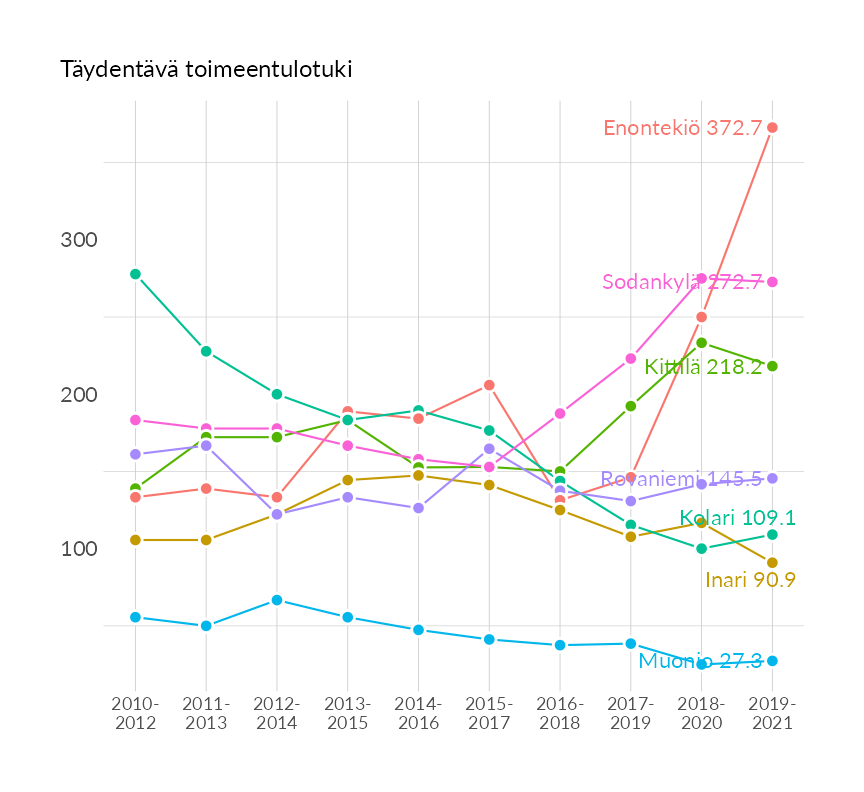 Täydentävä toimeentulotuki
Enontekiö 372.7
300
Sodankylä 272.7
Kittilä 218.2
200
Rovaniemi 145.5
Kolari 109.1
100
Inari 90.9
Muonio 27.3
2010- 2011- 2012- 2013- 2014- 2015- 2016- 2017- 2018- 2019-
2012 2013 2014 2015 2016 2017 2018 2019 2020 2021